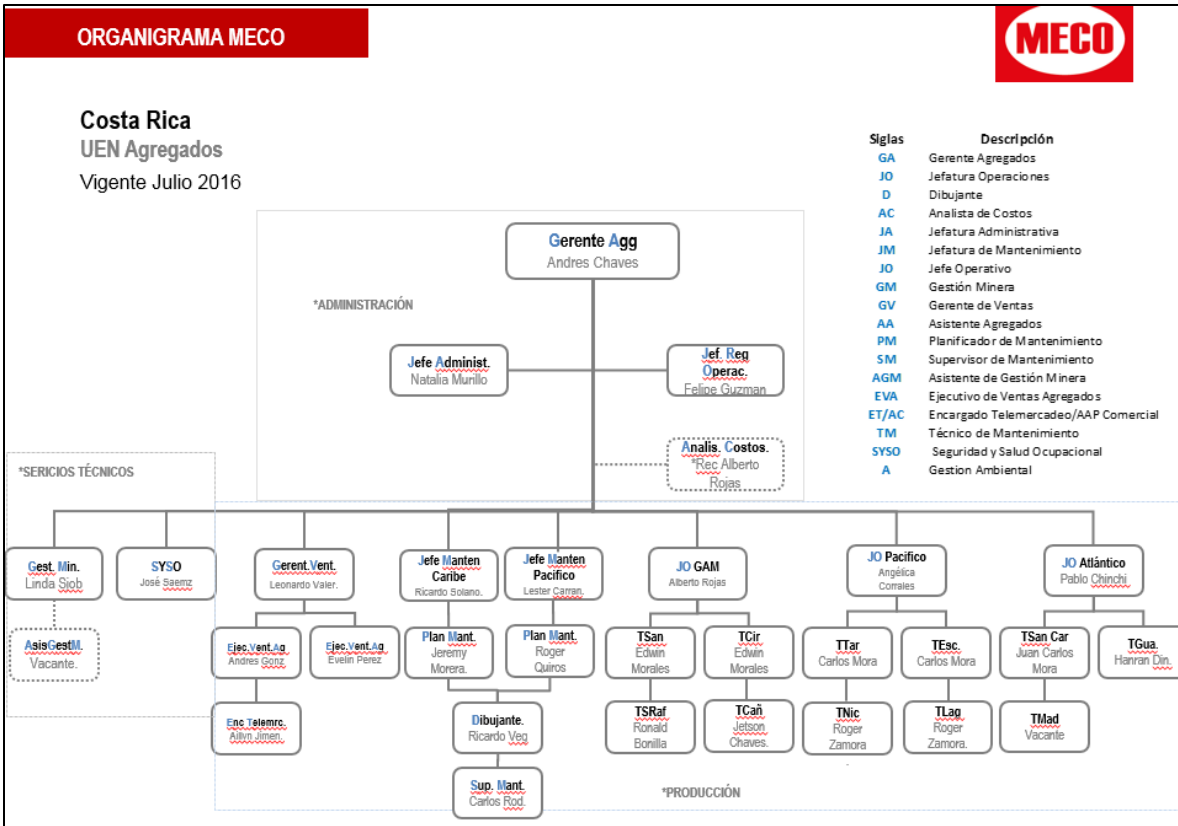 ORGANIGRAMA MECO
MECO
Costa Rica
UEN Agregados
Vigente Julio 2016
Siglas Descripción
GA Gerente Agregados
JO Jefatura Operaciones
D Dibujante
AC Analista de Costos
JA Jefatura Administrativa
JM Jefatura de Mantenimiento
JO Jefe Operativo
GM Gestión Minera
GV Gerente de Ventas
AA Asistente Agregados
PM Planificador de Mantenimiento
SM Supervisor de Mantenimiento
AGM Asistente de Gestión Minera
EVA Ejecutivo de Ventas Agregados
ET/AC Encargado Telemercadeo/AAP Comercial
TM Técnico de Mantenimiento
SYSO Seguridad y Salud Ocupacional
A Gestion Ambiental
Gerente Agg
Andres Chaves
*ADMINISTRACIÓN
Jefe Administ.
Natalia Murillo
Jef. Reg
Operac.
Felipe Guzman
Analis. Costos.
*Rec Alberto
Rojas
*SERICIOS TÉCNICOS
Gest. Min.
Linda Siob
SYSO
José Saemz
Gerent.Vent.
Leonardo Valer.
Jefe Manten
Caribe
Ricardo Solano.
Jefe Manten
Pacifico
Lester Carran.
JO GAM
Alberto Rojas
JO Pacifico
Angélica
Corrales
JO Atlántico
Pablo Chinchi
AsisGestM.
Vacante.
Ejec.Vent.Ag
Andres Gonz
Ejec.Vent.Ag
Evelin Perez
Plan Mant.
Jeremy
Morera.
Plan Mant.
Roger
Quiros
TSan
Edwin
Morales
TCir
Edwin
Morales
TTar
Carlos Mora
TEsc.
Carlos Mora
TSan Car
Juan Carlos
Mora
TGua.
Hanran Din.
Enc Telemrc.
Ailyn Jimen.
Dibujante.
Ricardo Veg
TSRaf
Ronald
Bonilla
TCañ
Jetson
Chaves.
TNic
Roger
Zamora
.
TLag
Roger
Zamora.
TMad
Vacante
Sup. Mant.
Carlos Rod.
*PRODUCCIÓN